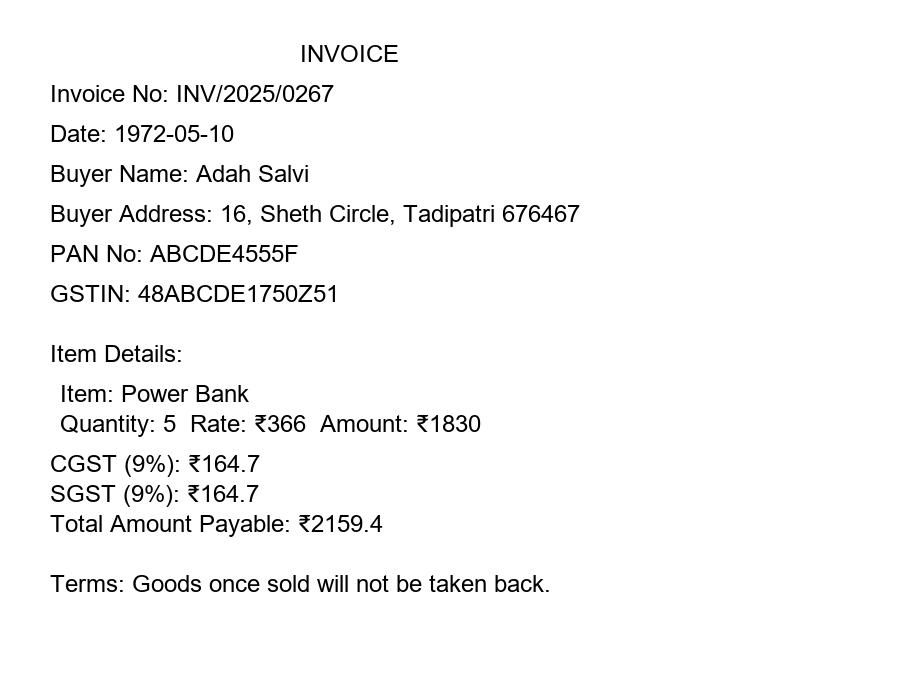 INVOICE
Invoice No: INV/2025/0267
Date: 1972-05-10
Buyer Name: Adah Salvi
Buyer Address: 16, Sheth Circle, Tadipatri 676467
PAN No: ABCDE4555F
GSTIN: 48ABCDE1750Z51
Item Details:
Item: Power Bank
Quantity: 5  Rate: ₹366  Amount: ₹1830
CGST (9%): ₹164.7
SGST (9%): ₹164.7
Total Amount Payable: ₹2159.4
Terms: Goods once sold will not be taken back.